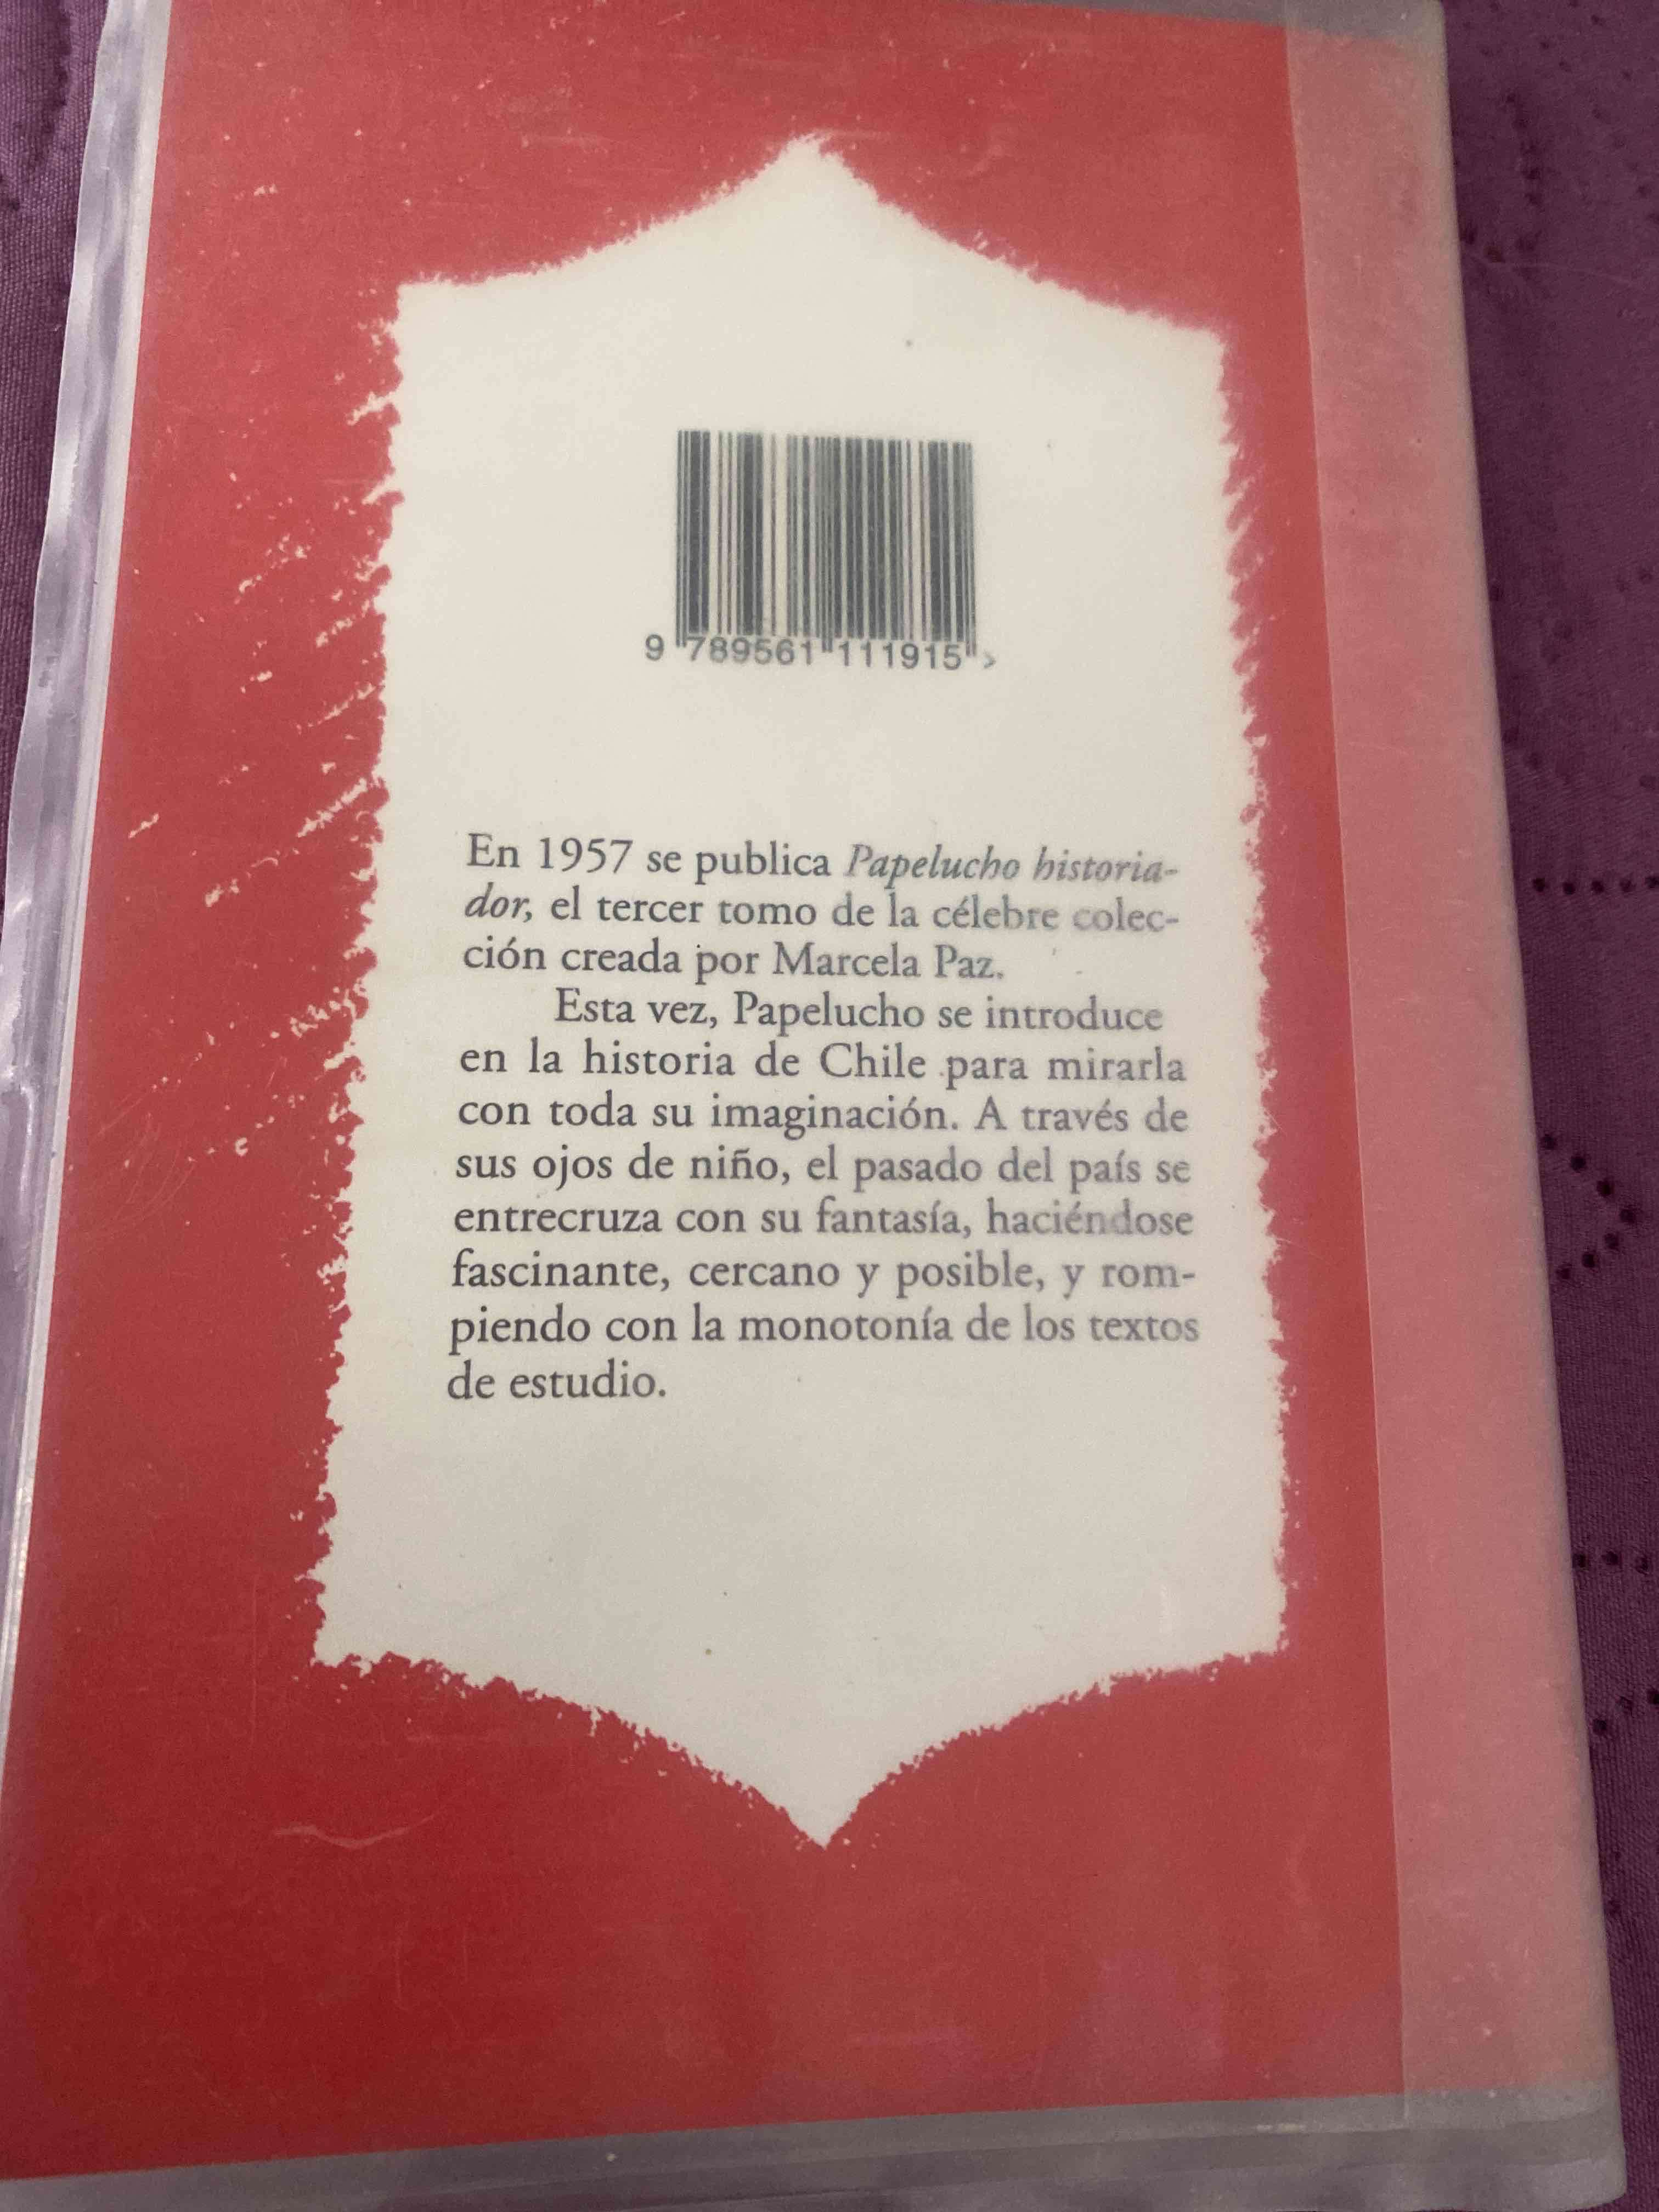 9 789561 111915 >
En 1957 se publica Papelucho historia-
dor, el tercer tomo de la célebre colec-
ción creada por Marcela Paz.
Esta vez, Papelucho se introduce
en la historia de Chile para mirarla
con toda su imaginación. A través de
sus ojos de niño, el pasado del país se
entrecruza con su fantasía, haciéndose
fascinante, cercano y posible, y rom-
piendo con la monotonía de los textos
de estudio.